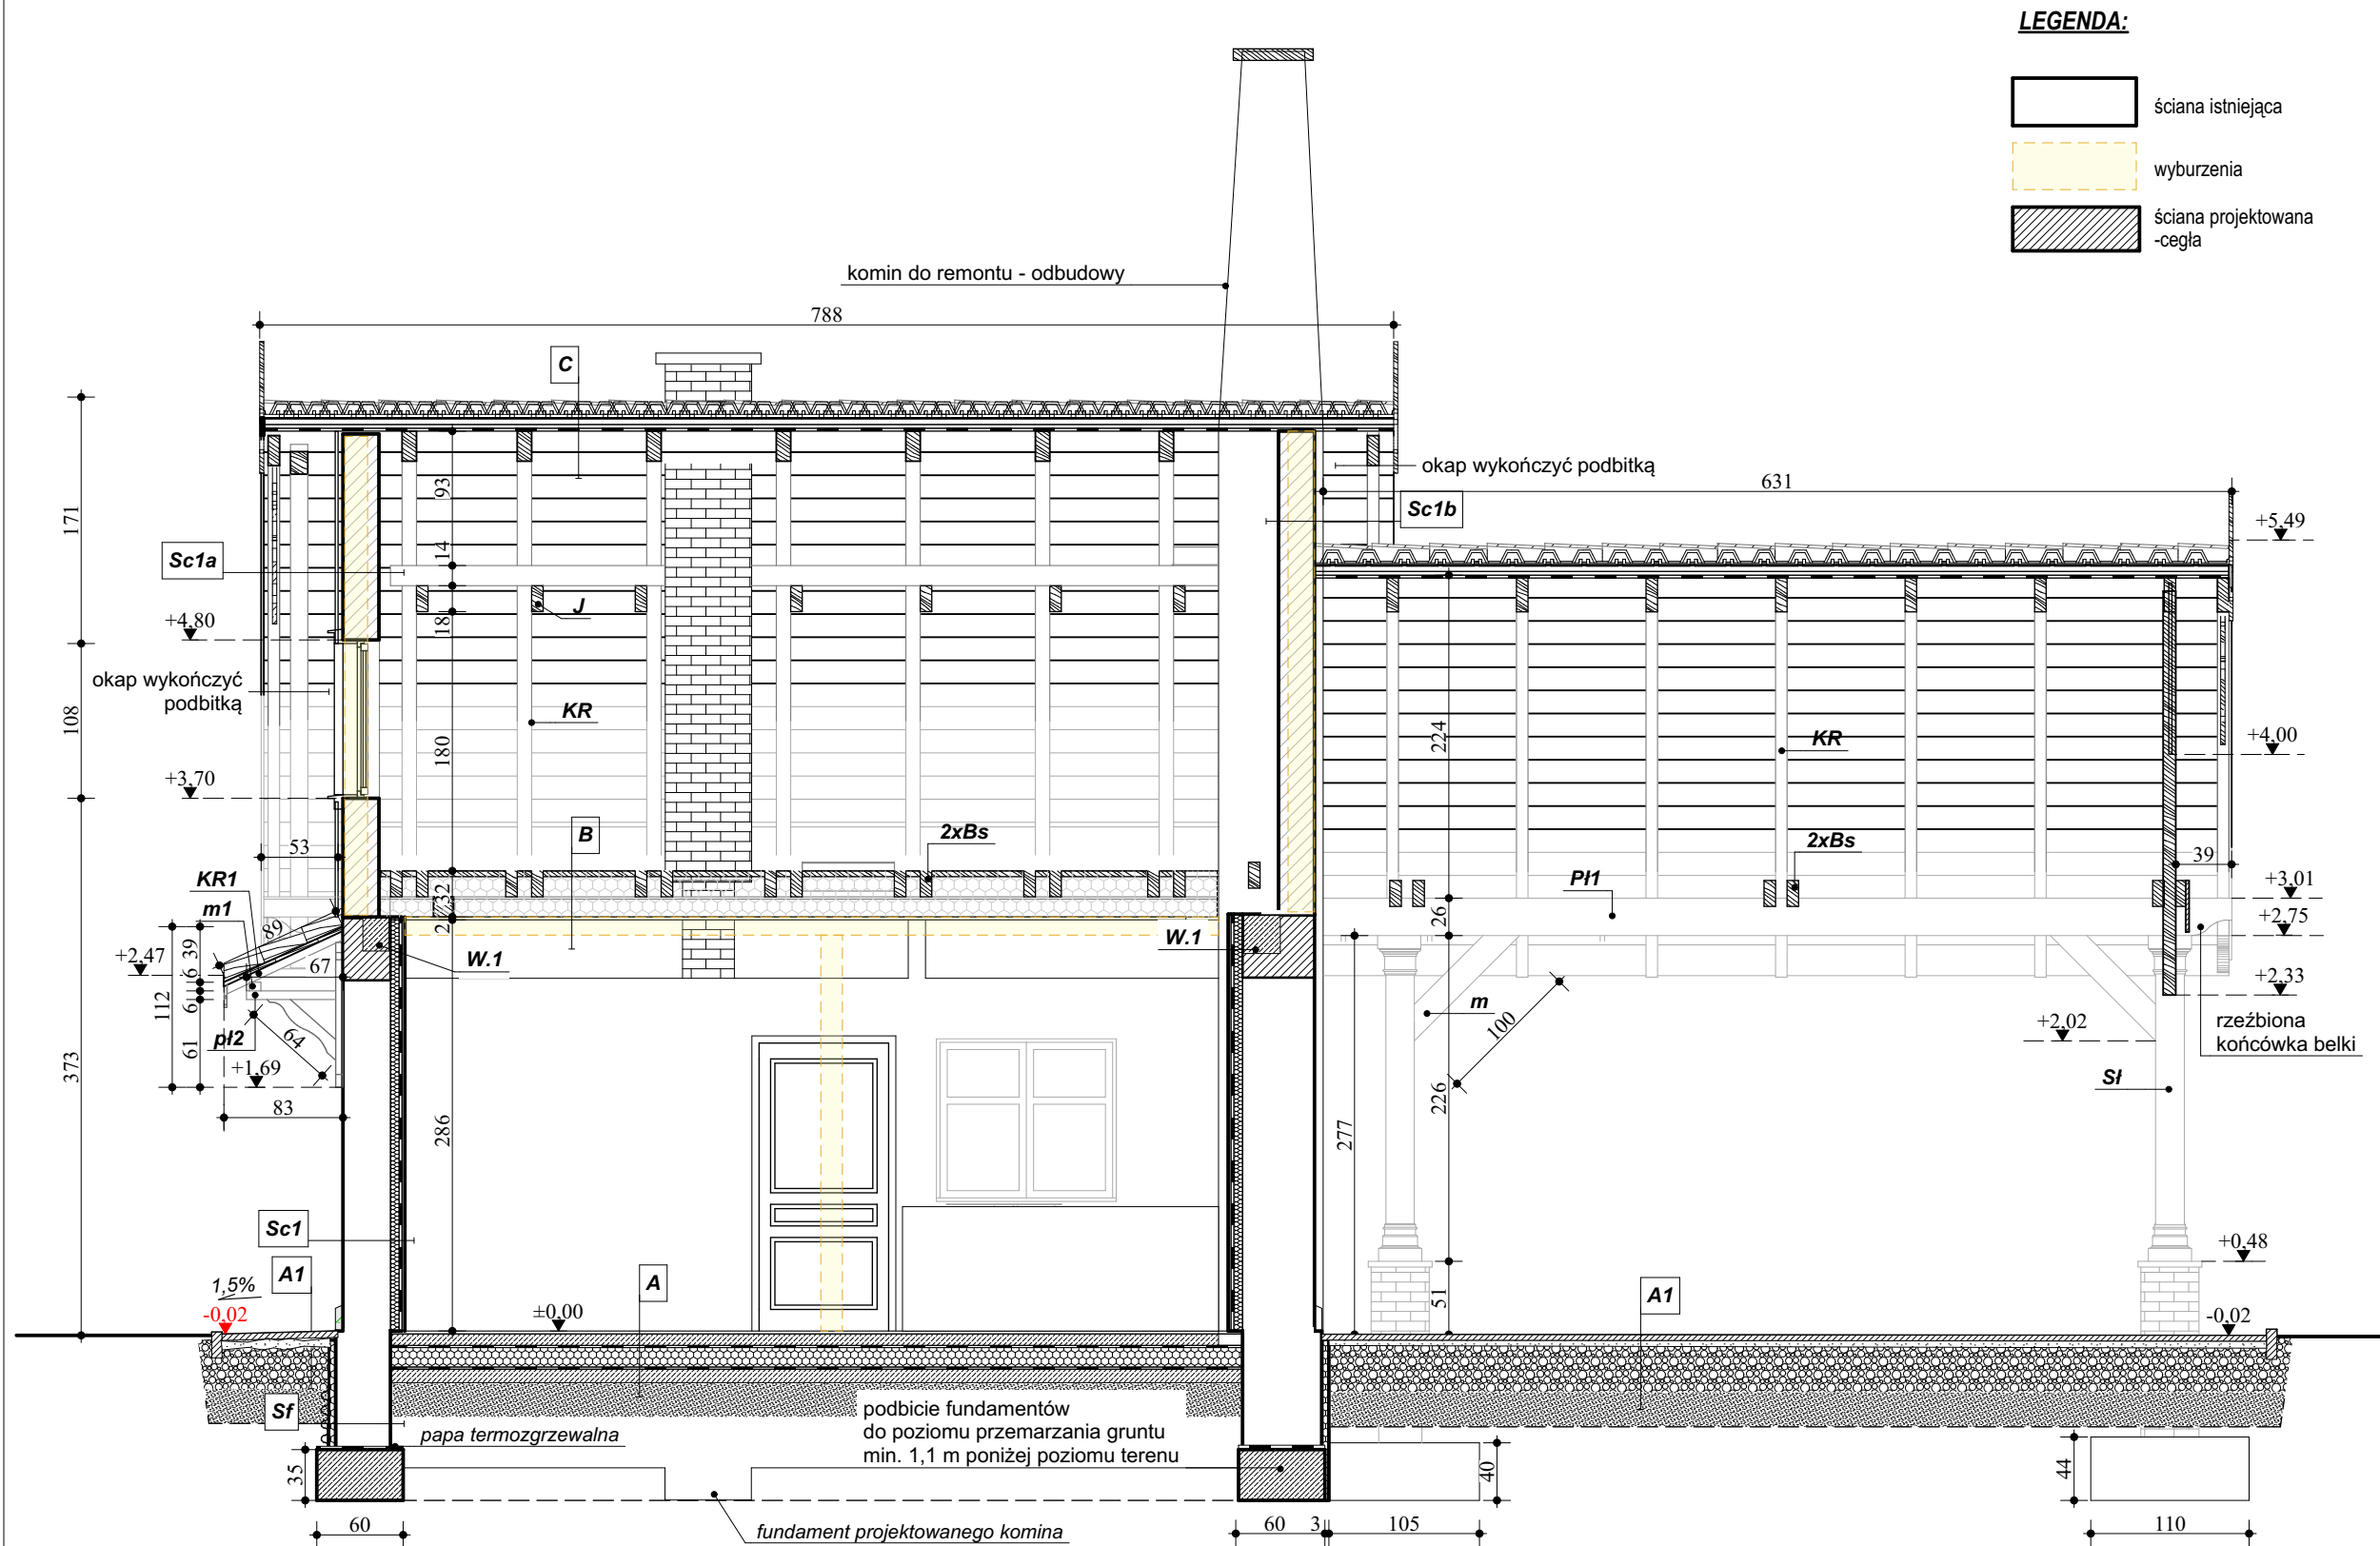 LEGENDA:
ściana istniejąca
wyburzenia
ściana projektowana
-cegła
komin do remontu - odbudowy
788
C
okap wykończyć podbitką
631
Sc1b
+5,49
171
93
14
Sc1a
18
J
+4,80
okap wykończyć
podbitką
108
KR
180
224
KR
+4,00
+3,70
53
B
2xBs
2xBs
39
KR1
m1
Pł1
+3,01
32
2
26
+2,75
89
39
+2,47
67
W.1
W.1
6
6
112
61
pł2
64
+1,69
83
+2,33
m
100
+2,02
rzeźbiona
końcówka belki
Sł
373
286
277
226
Sc1
+0,48
A1
1,5%
-0,02
±0,00
A
51
A1
-0,02
Sf
papa termozgrzewalna
podbicie fundamentów
do poziomu przemarzania gruntu
min. 1,1 m poniżej poziomu terenu
35
40
44
fundament projektowanego komina
60
60
3
105
110